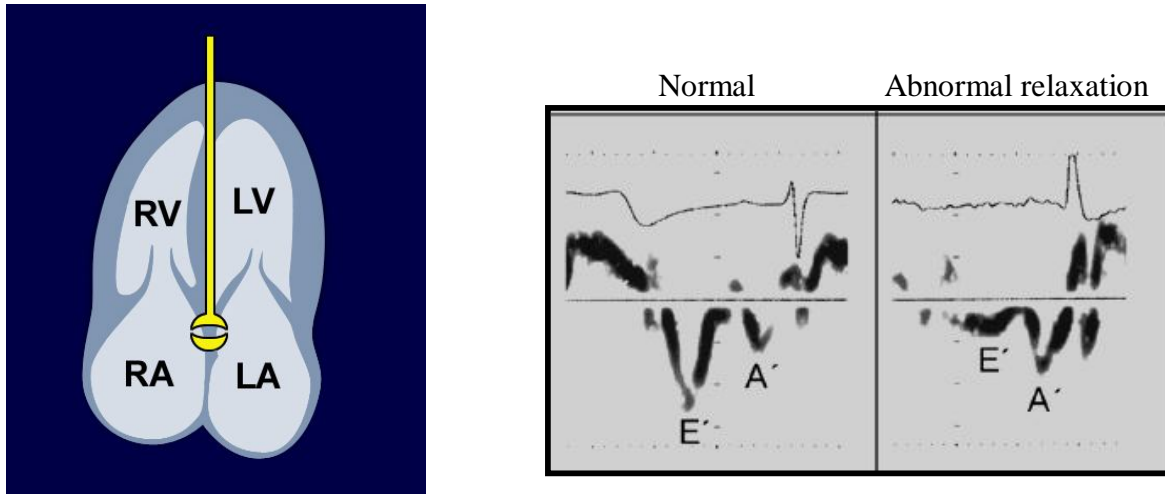 RV LV
RA LA
Normal Abnormal relaxation
E´ A´
E´ A´